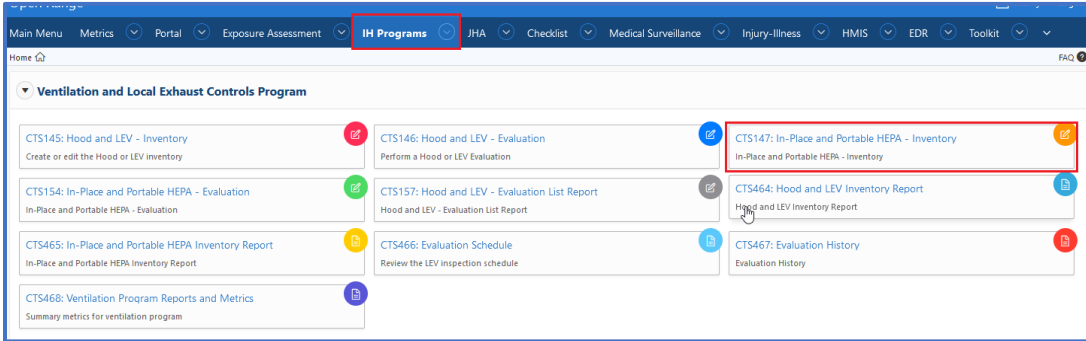 Open Range
Main Menu Metrics Portal Exposure Assessment IH Programs JHA Checklist Medical Surveillance Injury-Illness HMIS EDR Toolkit
Home FAQ
Ventilation and Local Exhaust Controls Program
CTS145: Hood and LEV - Inventory
Create or edit the Hood or LEV inventory
CTS146: Hood and LEV - Evaluation
Perform a Hood or LEV Evaluation
CTS147: In-Place and Portable HEPA - Inventory
In-Place and Portable HEPA - Inventory
CTS154: In-Place and Portable HEPA - Evaluation
In-Place and Portable HEPA - Evaluation
CTS157: Hood and LEV - Evaluation List Report
Hood and LEV - Evaluation List Report
CTS464: Hood and LEV Inventory Report
Hood and LEV Inventory Report
CTS465: In-Place and Portable HEPA Inventory Report
In-Place and Portable HEPA Inventory Report
CTS466: Evaluation Schedule
Review the LEV inspection schedule
CTS467: Evaluation History
Evaluation History
CTS468: Ventilation Program Reports and Metrics
Summary metrics for ventilation program